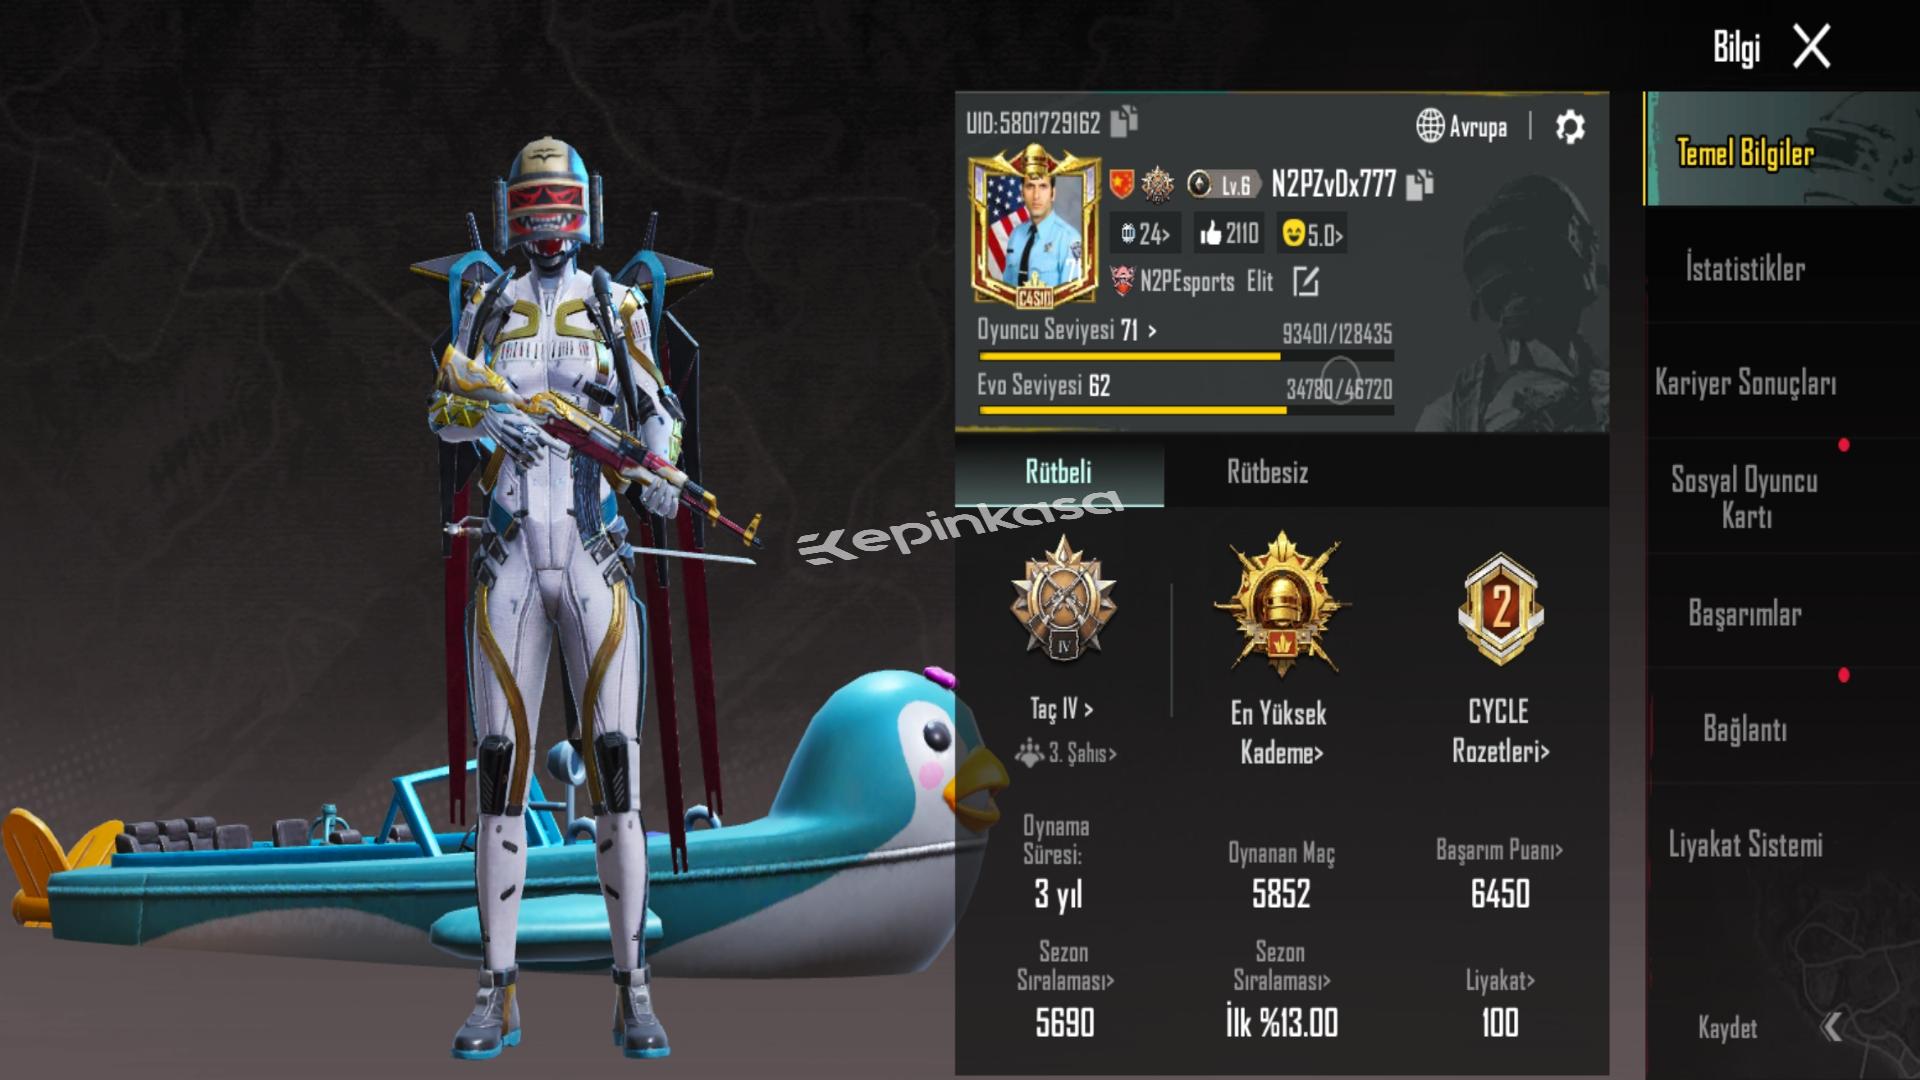 Bilgi
UID:5801729162
Avrupa
Lv.6
N2PZvDx777
24>
2110
5.0>
71
C4S11
N2PEsports Elit
Oyuncu Seviyesi 71 >
93401/128435
Evo Seviyesi 62
34780/46720
Rütbeli
Rütbesiz
epinkasa
IV
2
Taç IV >
3. Şahıs>
En Yüksek
Kademe>
CYCLE
Rozetleri>
Oynama
Süresi:
3 yıl
Oynanan Maç
5852
Başarım Puanı>
6450
Sezon
Sıralaması>
5690
Sezon
Sıralaması>
İlk %13.00
Liyakat>
100
Temel Bilgiler
İstatistikler
Kariyer Sonuçları
Sosyal Oyuncu
Kartı
Başarımlar
Bağlantı
Liyakat Sistemi
Kaydet